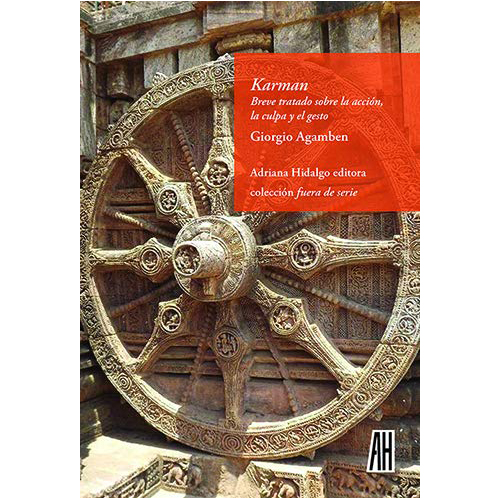 Karman
Breve tratado sobre la acción,
la culpa y el gesto
Giorgio Agamben
Adriana Hidalgo editora
colección fuera de serie
AH